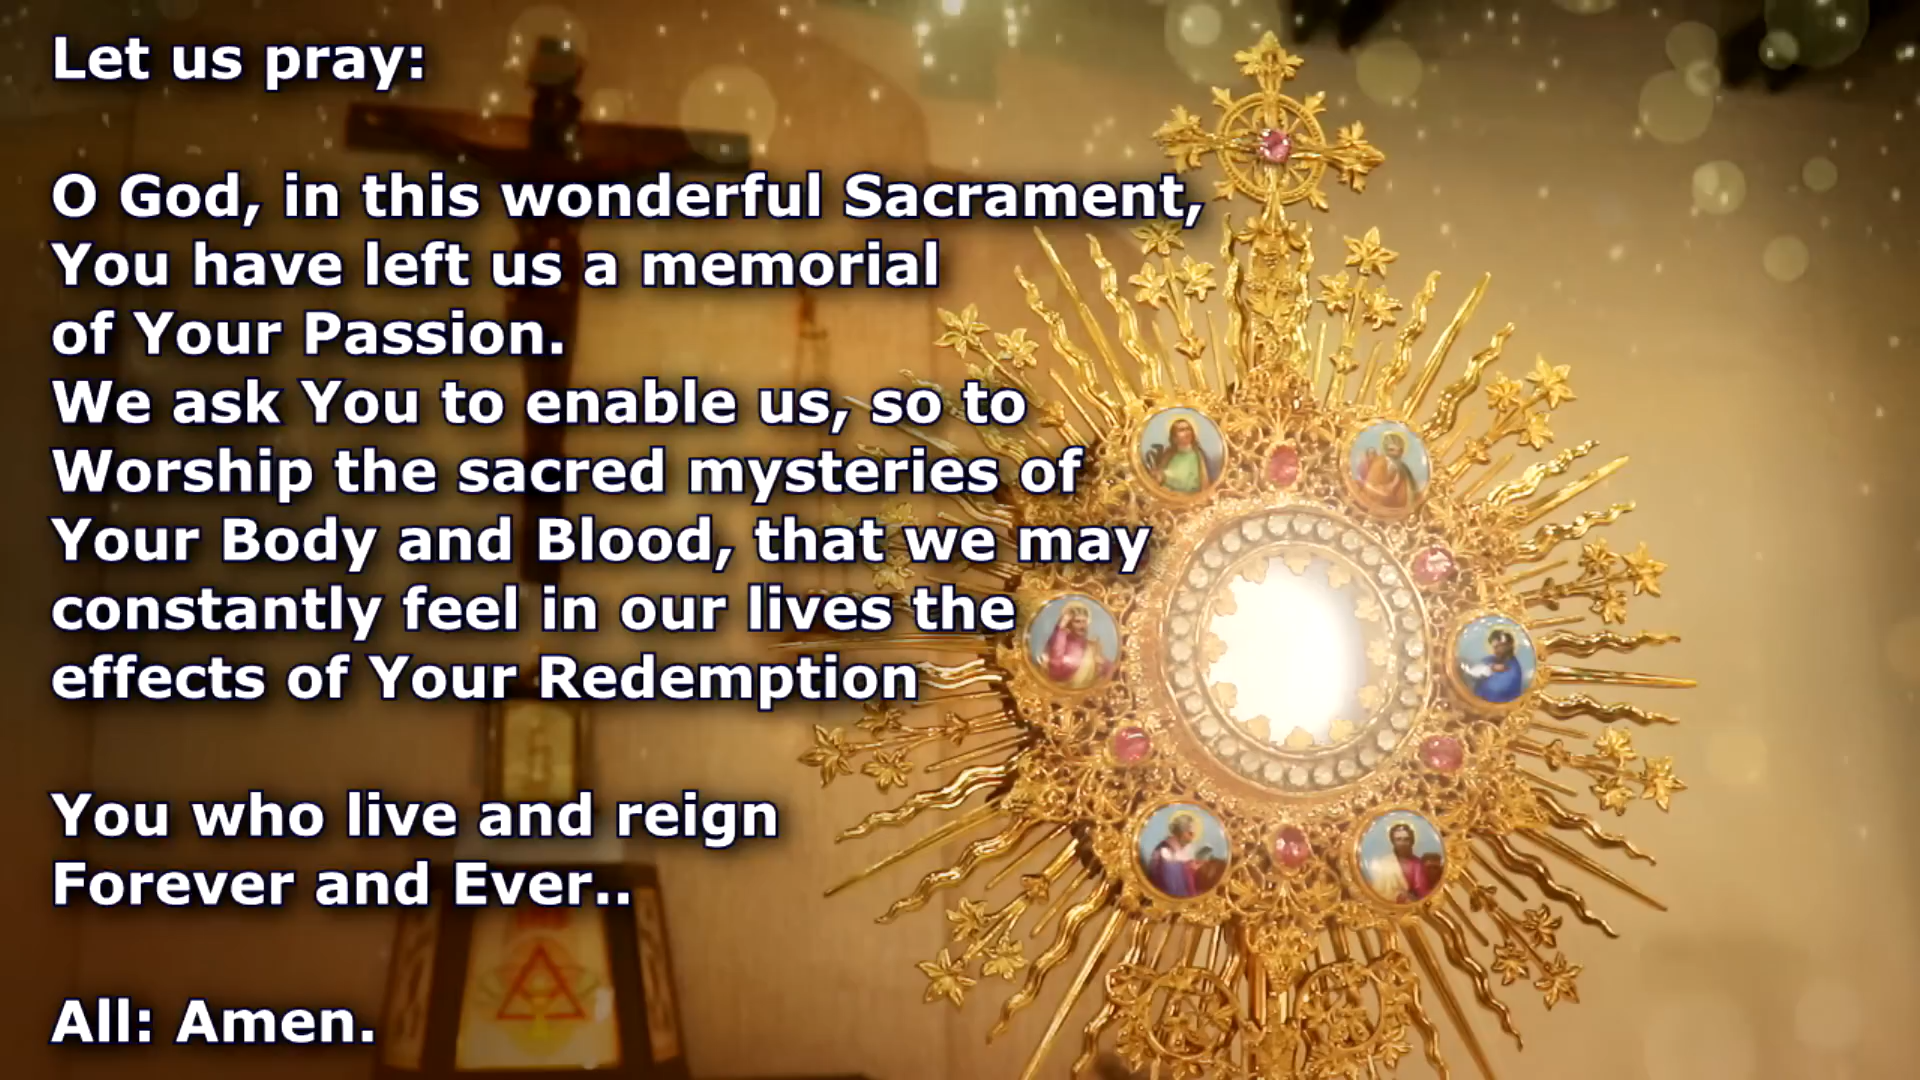 Let us pray:
O God, in this wonderful Sacrament,
You have left us a memorial
of Your Passion.
We ask You to enable us, so to
Worship the sacred mysteries of
Your Body and Blood, that we may
constantly feel in our lives the
effects of Your Redemption
You who live and reign
Forever and Ever..
All: Amen.